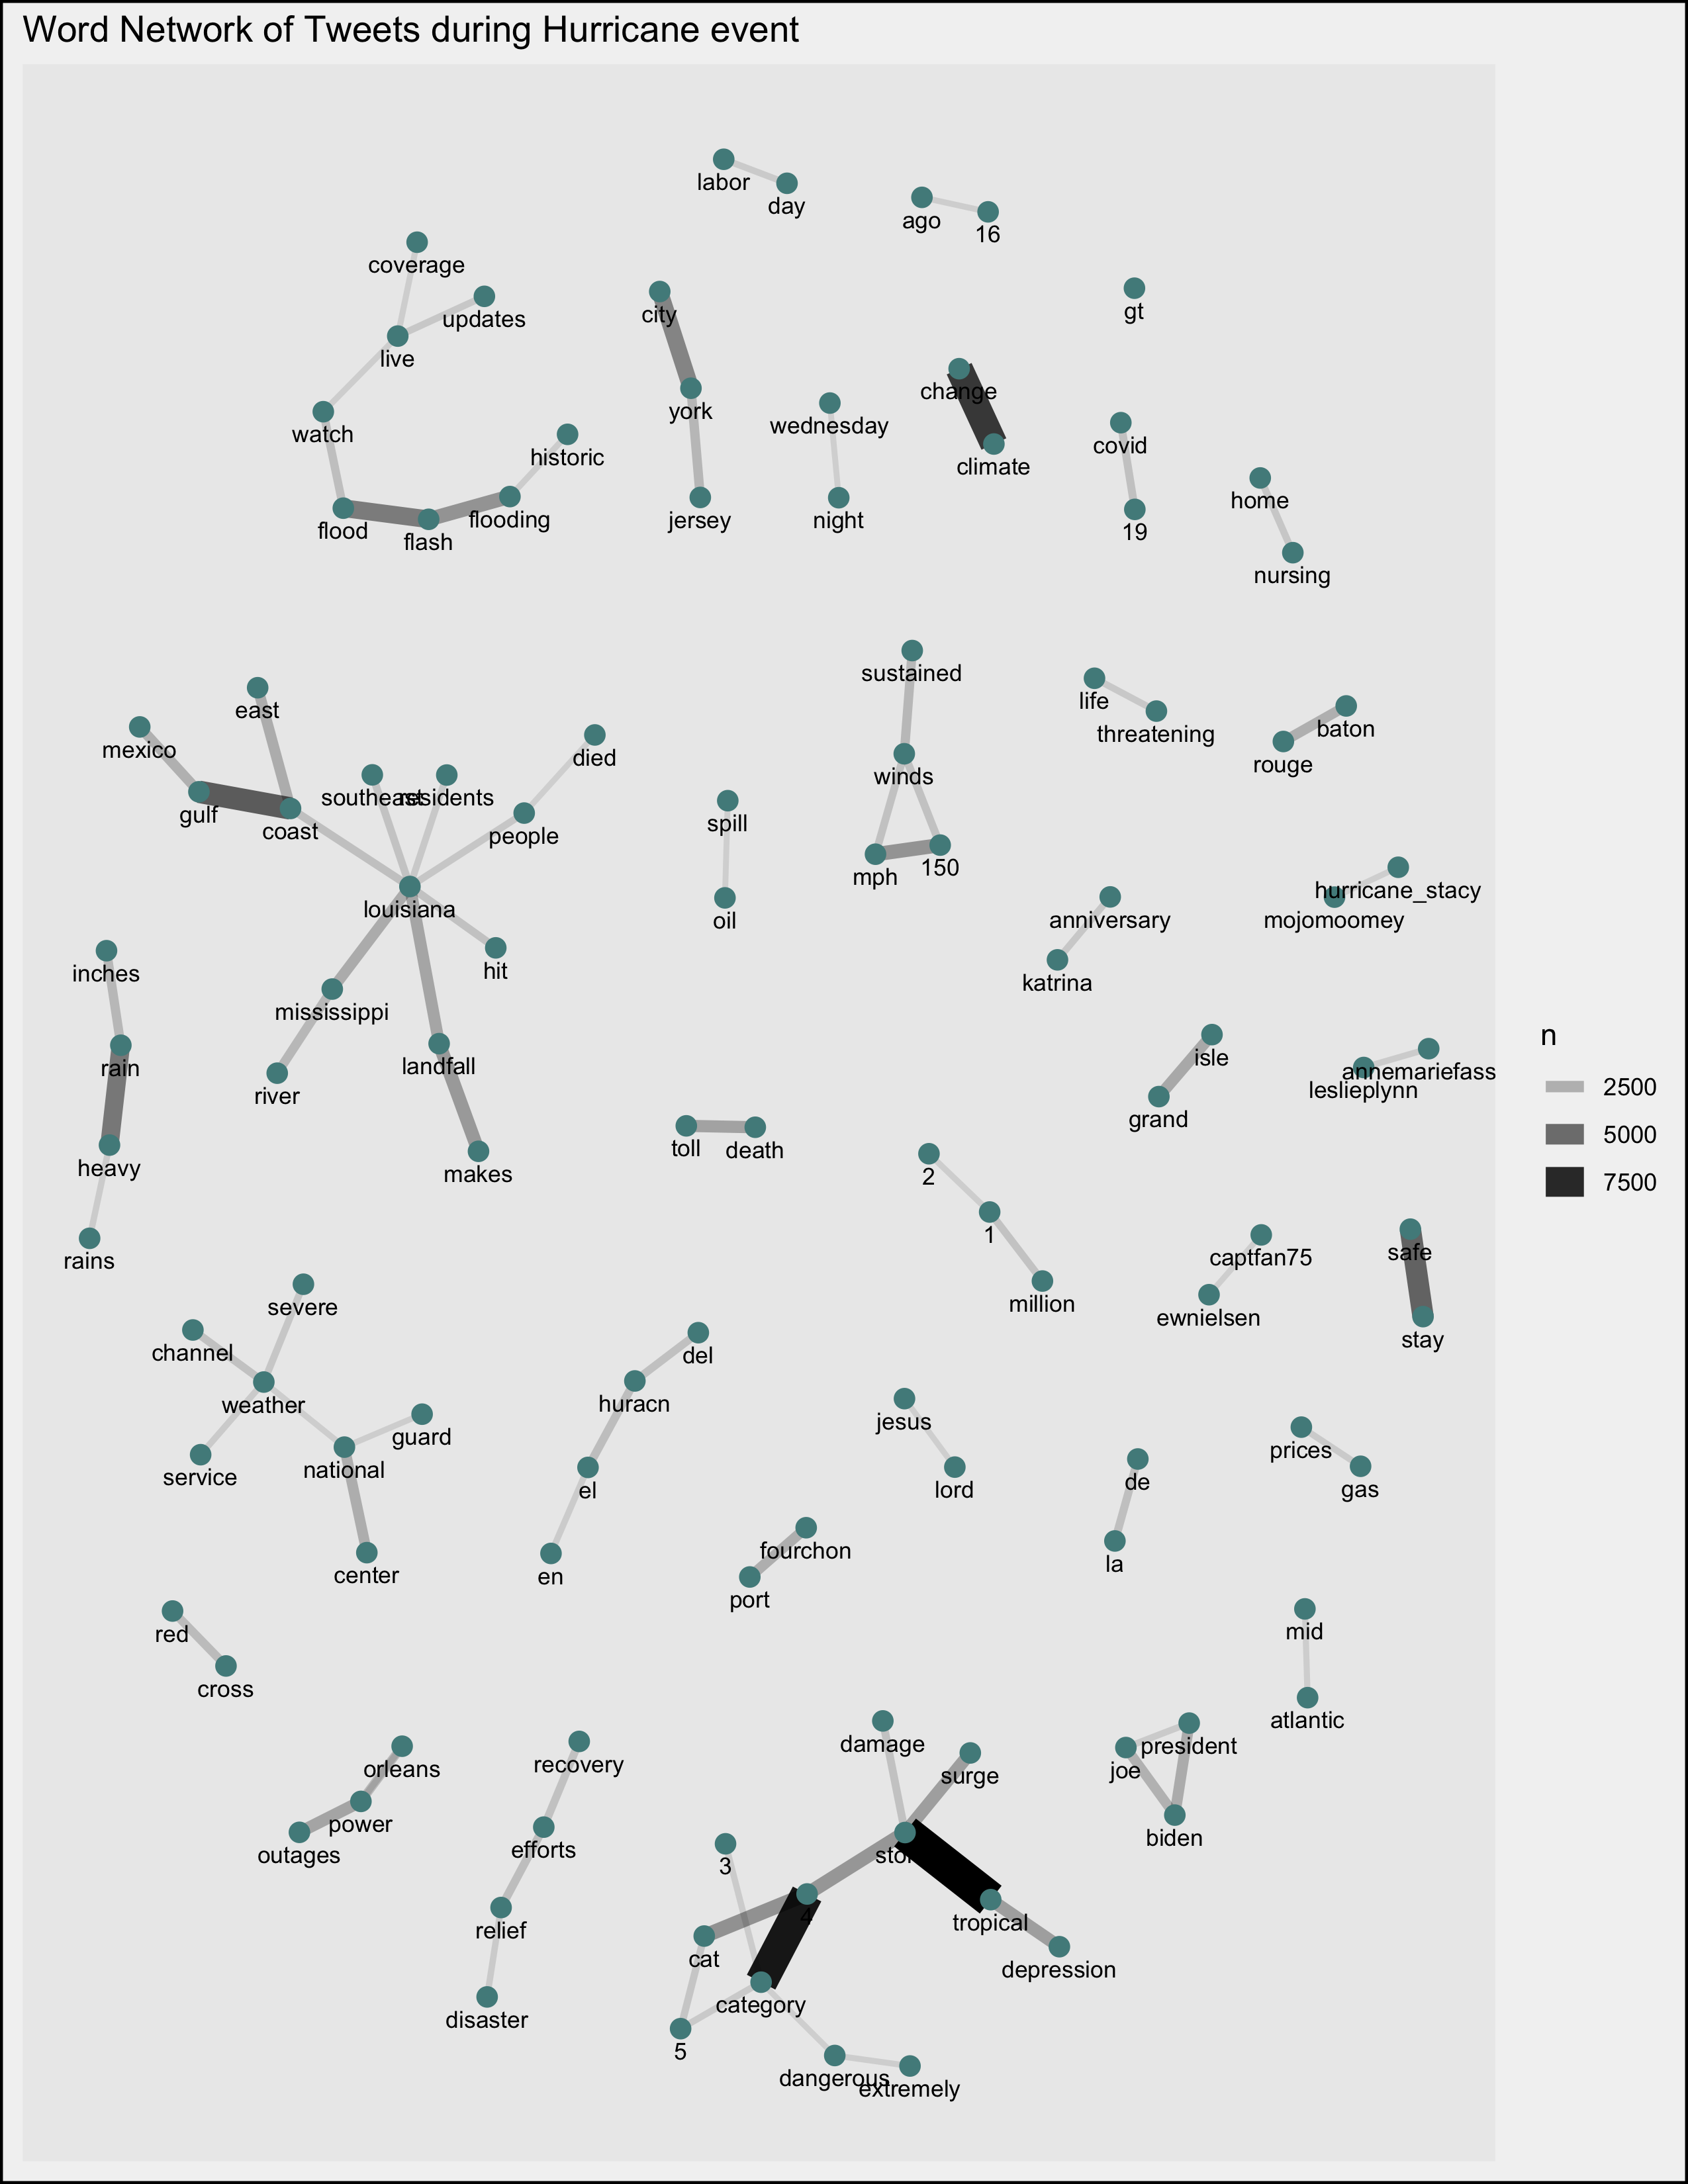 Word Network of Tweets during Hurricane event
labor
day
ago
16
coverage
updates
live
city
gt
watch
york
wednesday
change
historic
climate
covid
flood
flash
flooding
jersey
night
19
home
nursing
east
mexico
gulf
coast
southeast
residents
died
people
sustained
winds
mph
150
life
threatening
baton
rouge
spill
oil
louisiana
hurricane_stacy
mojomoomey
anniversary
katrina
inches
hit
mississippi
rain
landfall
river
isle
grand
annemariefass
leslieplynn
toll
death
heavy
makes
2
1
million
rains
captfan75
ewnielsen
safe
stay
severe
channel
weather
guard
service
national
center
del
huracn
el
en
jesus
lord
de
la
prices
gas
fourchon
port
red
cross
mid
atlantic
orleans
power
outages
recovery
efforts
relief
disaster
damage
surge
president
joe
biden
3
4
tropical
depression
cat
category
5
dangerous
extremely
n
2500
5000
7500